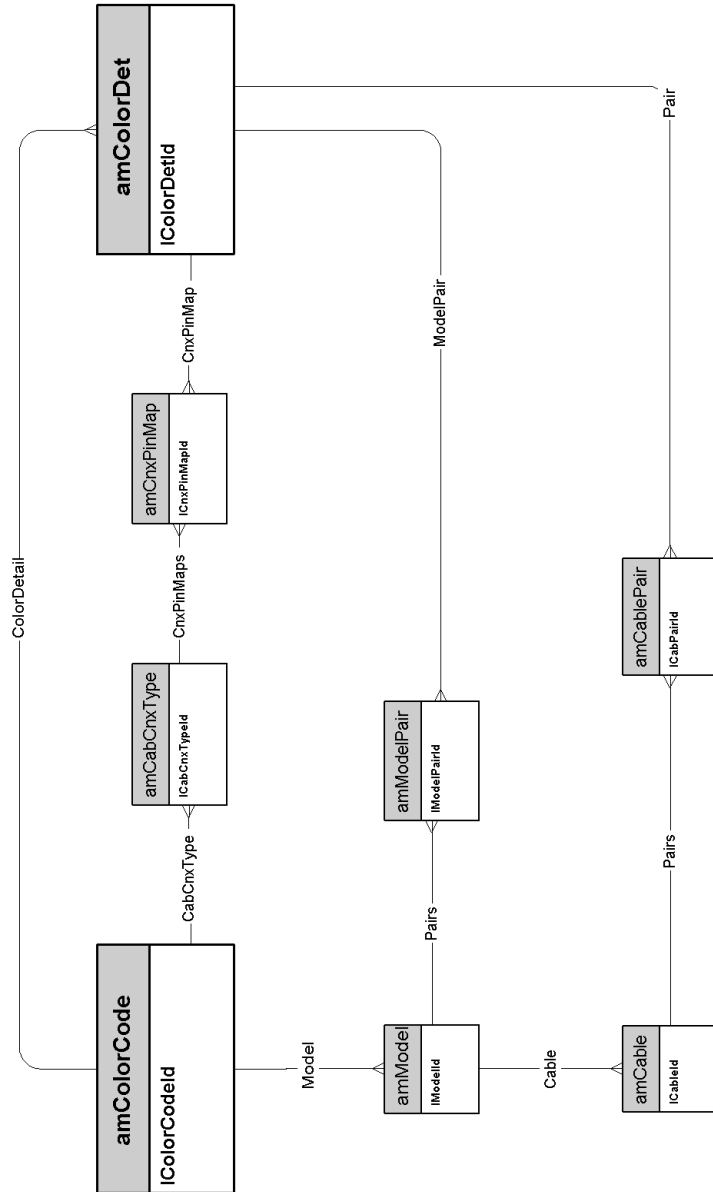 amColorCode
lColorCodeId
ColorDetail
amColorDet
lColorDetId
CabCnxType
amCabCnxType
lCabCnxTypeId
CnxPinMaps
amCnxPinMap
lCnxPinMapId
CnxPinMap
Model
amModel
lModelId
Pairs
amModelPair
lModelPairId
ModelPair
Cable
amCable
lCableId
Pairs
amCablePair
lCabPairId
Pair